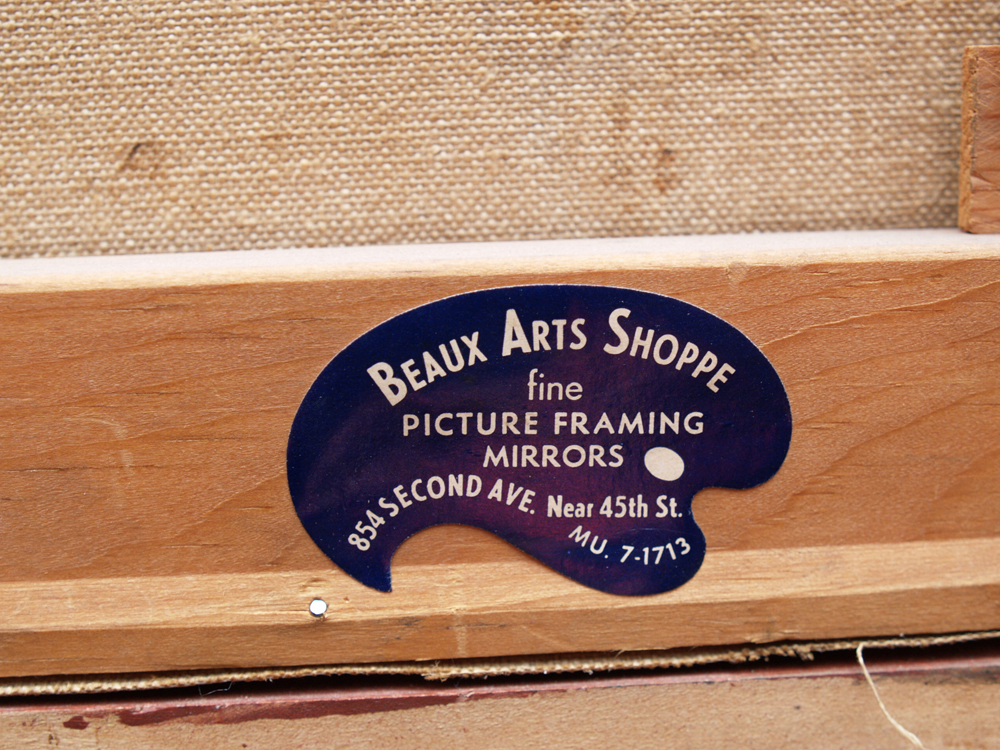 BEAUX ARTS SHOPPE
fine
PICTURE FRAMING
MIRRORS
854 SECOND AVE. Near 45th St.
MU. 7-1713